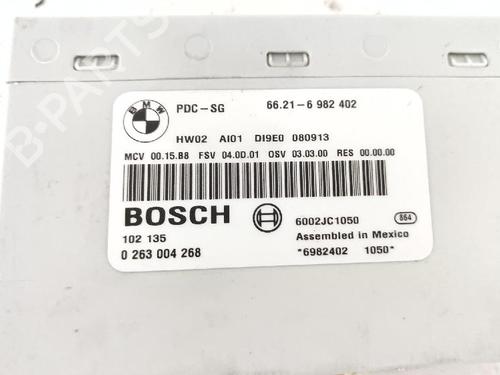 BMW
PDC-SG 66.21-6 982 402
HW02 AI01 DI9E0 080913
MCV 00.15.B8 FSV 04.0D.01 OSV 03.03.00 RES 00.00.00
BOSCH 6002JC1050 864
102 135 Assembled in Mexico
0 263 004 268 *6982402 1050*
B-PARTS